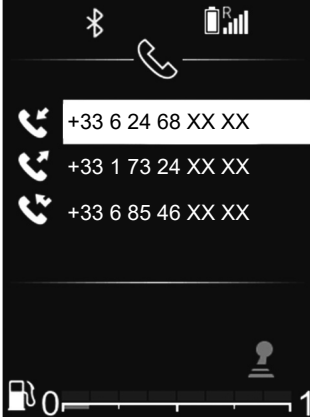 R
+33 6 24 68 XX XX
+33 1 73 24 XX XX
+33 6 85 46 XX XX
0 1